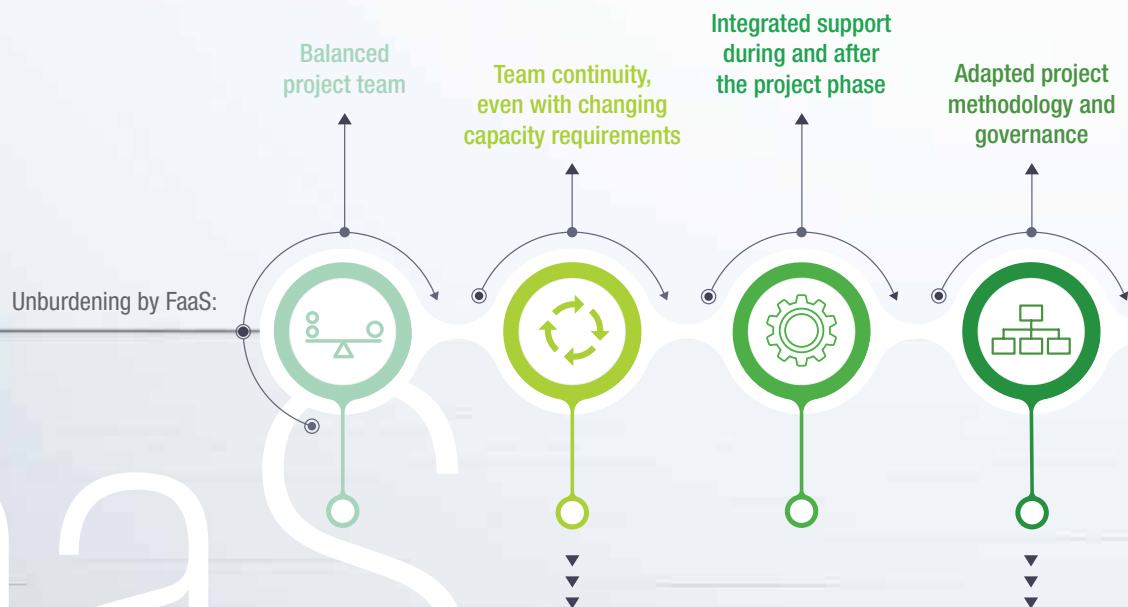 Balanced
project team
Team continuity,
even with changing
capacity requirements
Integrated support
during and after
the project phase
Adapted project
methodology and
governance
Unburdening by FaaS:
aaS